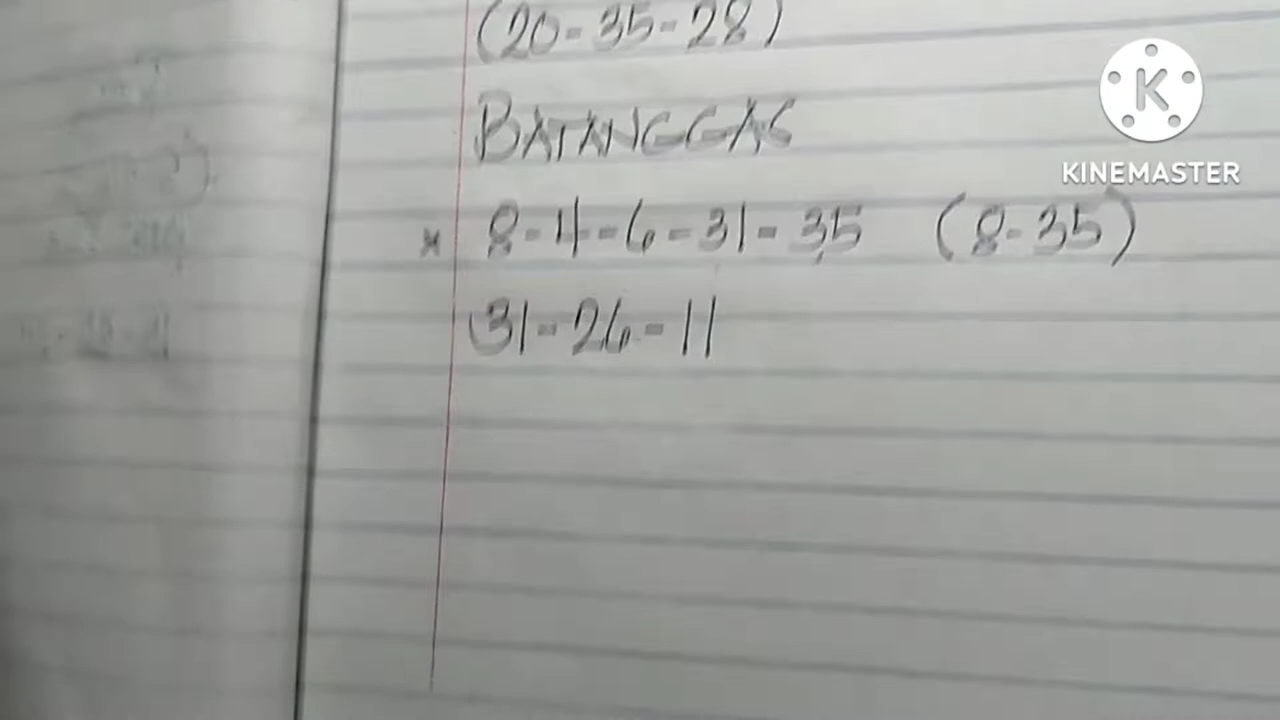 (20-35-28)
BATANGGAS
× 8-4-6-31-35 (8-35)
31-26-11
KINEMASTER